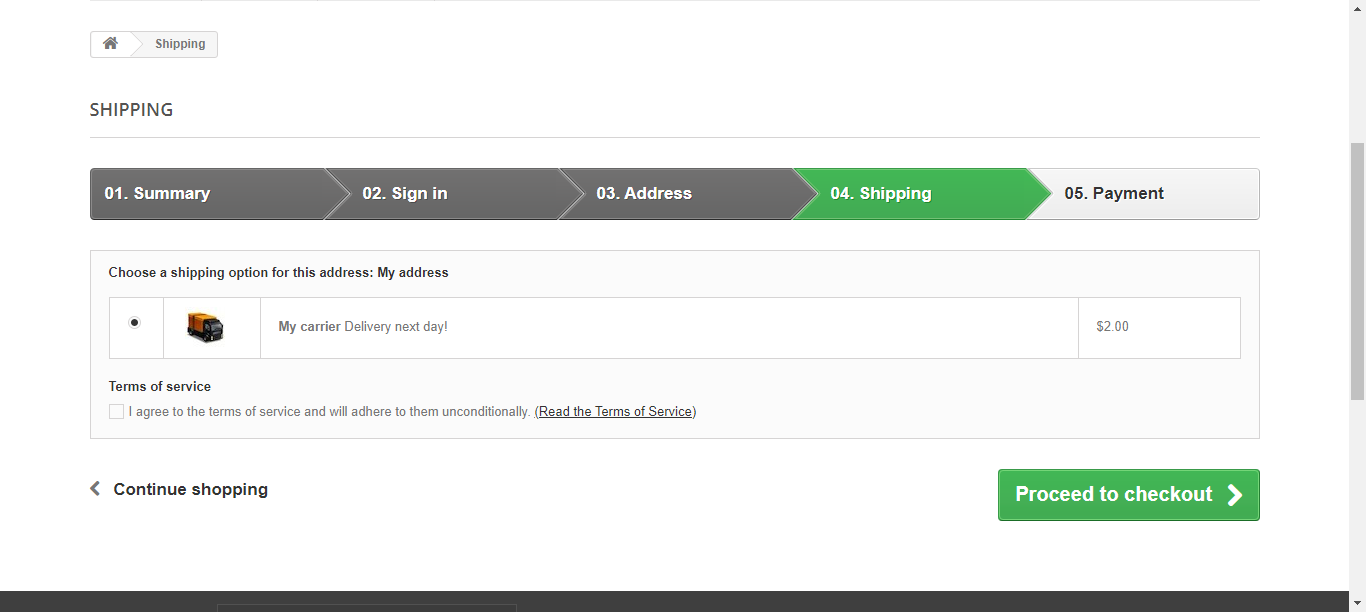 Shipping
SHIPPING
01. Summary 02. Sign in 03. Address 04. Shipping 05. Payment
Choose a shipping option for this address: My address
My carrier Delivery next day! $2.00
Terms of service
I agree to the terms of service and will adhere to them unconditionally. (Read the Terms of Service)
Continue shopping Proceed to checkout